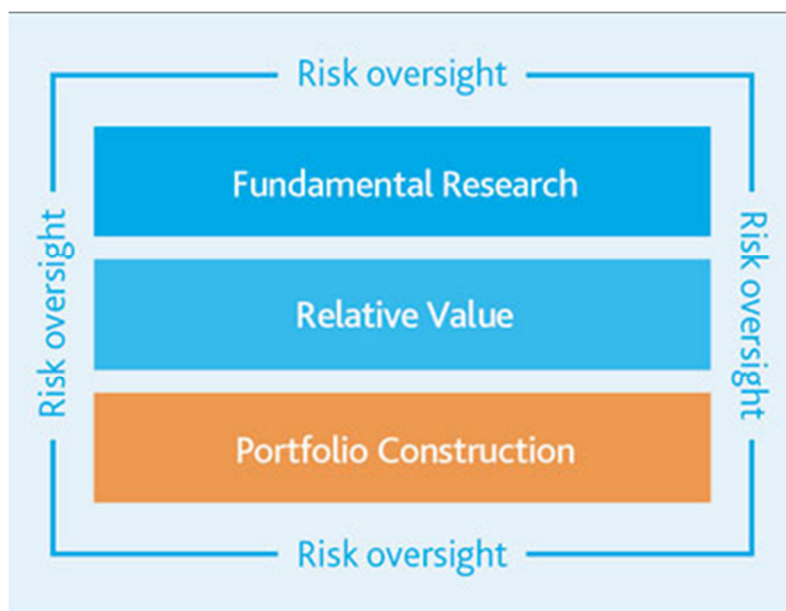 Risk oversight
Fundamental Research
Risk oversight
Relative Value
Risk oversight
Portfolio Construction
Risk oversight